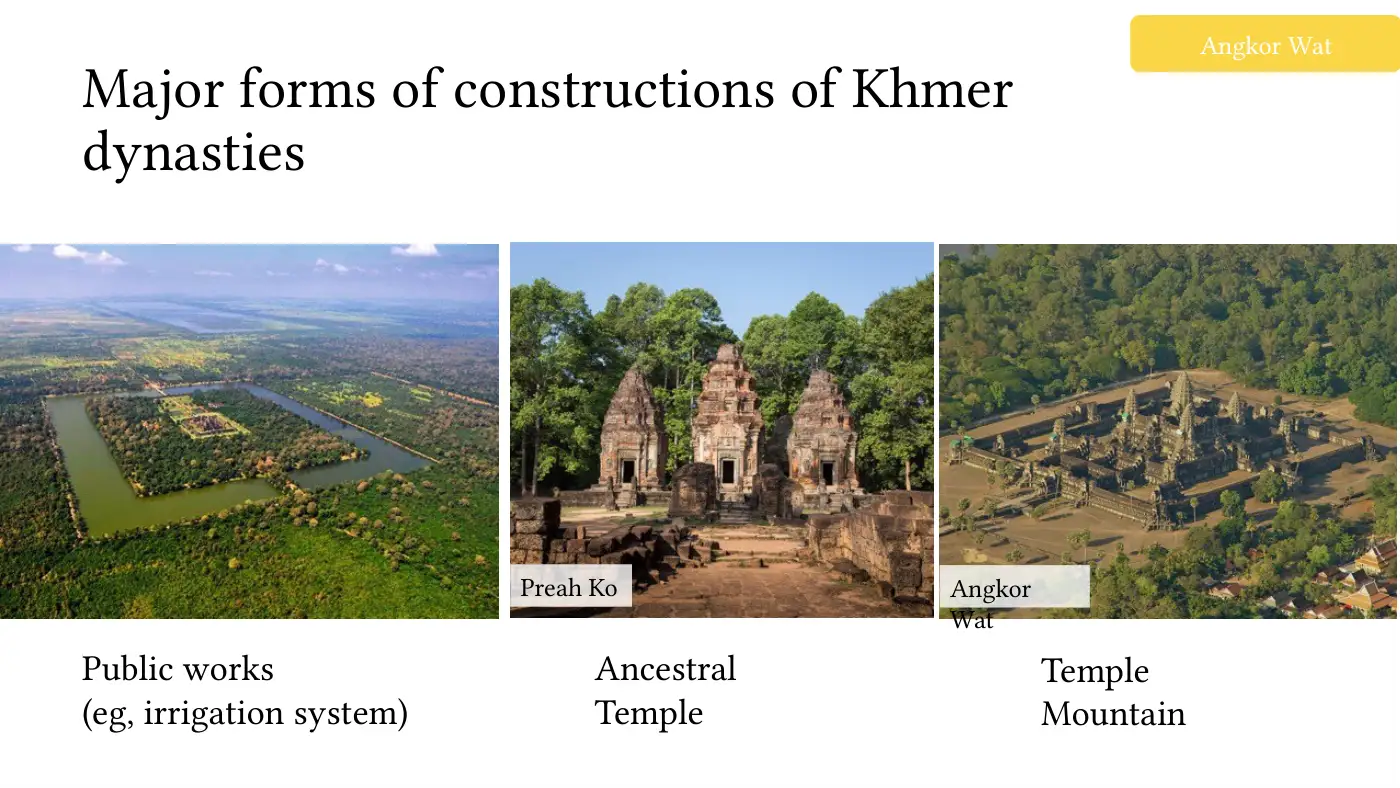 Angkor Wat
Major forms of constructions of Khmer
dynasties
Preah Ko
Angkor
Wat
Public works
(eg, irrigation system)
Ancestral
Temple
Temple
Mountain